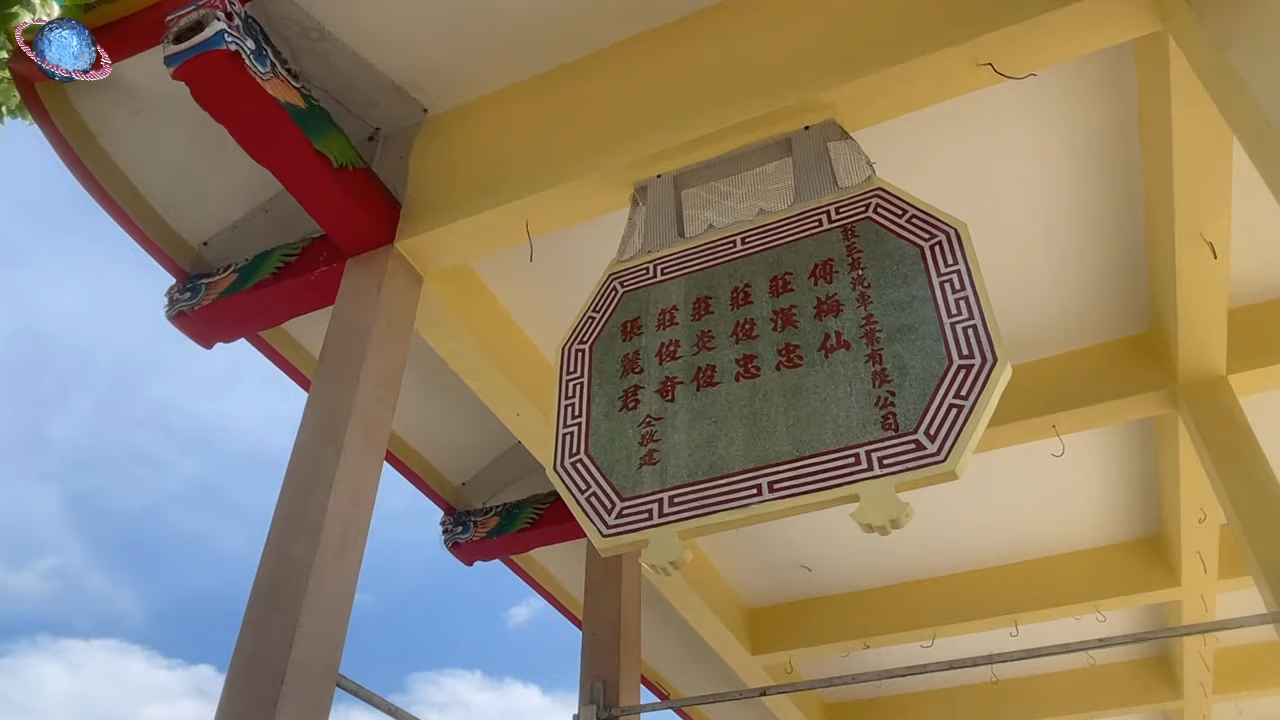 莊三友汽車工業有限公司
傅梅仙
莊漢忠
莊俊忠
莊炎俊
莊俊奇
張麗君
仝敬建